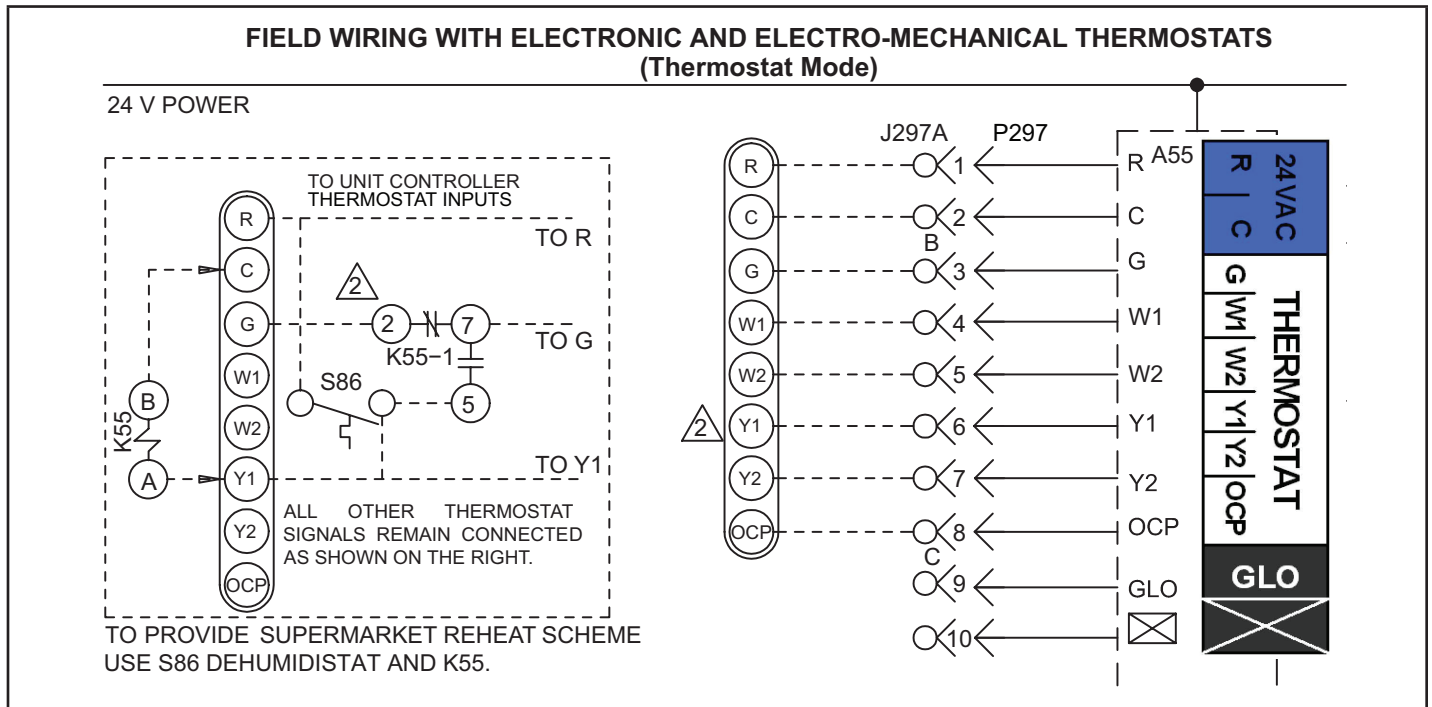 FIELD WIRING WITH ELECTRONIC AND ELECTRO-MECHANICAL THERMOSTATS
(Thermostat Mode)
24 V POWER
TO UNIT CONTROLLER
THERMOSTAT INPUTS
R
TO R
C
2
G
2
7
TO G
K55−1
W1
S86
5
B
K55
W2
A
Y1
TO Y1
Y2
ALL OTHER THERMOSTAT
SIGNALS REMAIN CONNECTED
AS SHOWN ON THE RIGHT.
OCP
TO PROVIDE SUPERMARKET REHEAT SCHEME
USE S86 DEHUMIDISTAT AND K55.
J297A P297
R 1 R A55
C 2 C
B
G 3 G
W1 4 W1
W2 5 W2
2
Y1 6 Y1
Y2 7 Y2
OCP 8 OCP
C
9 GLO
10
24VAC
R C
THERMOSTAT
G W1 W2 Y1 Y2 OCP
GLO